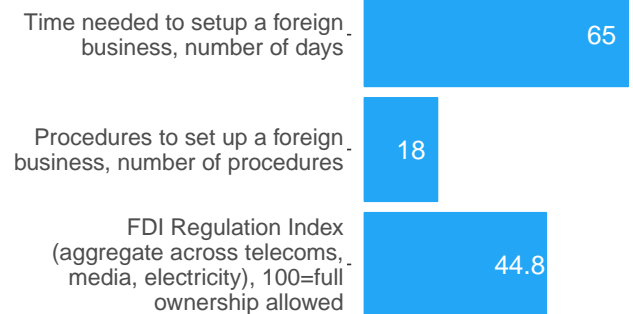 Time needed to setup a foreign
business, number of days
65
Procedures to set up a foreign
business, number of procedures
18
FDI Regulation Index
(aggregate across telecoms,
media, electricity), 100=full
ownership allowed
44.8